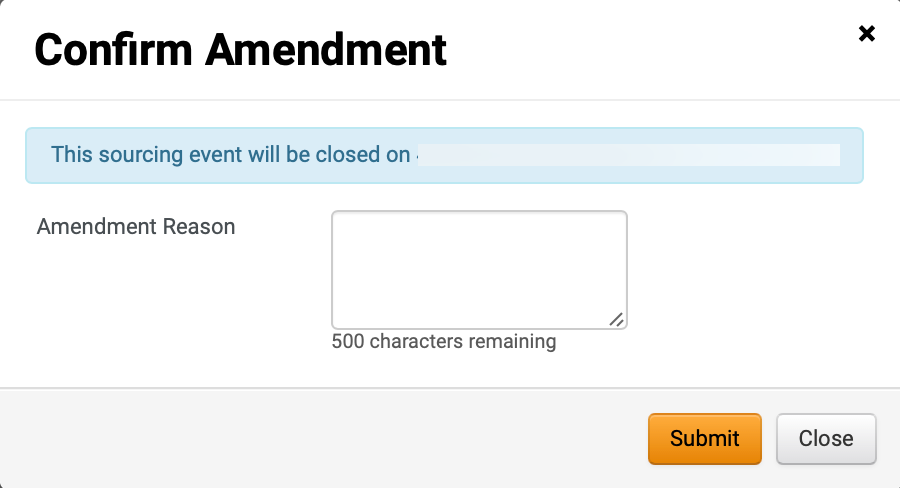 Confirm Amendment
This sourcing event will be closed on
Amendment Reason
500 characters remaining
Submit
Close